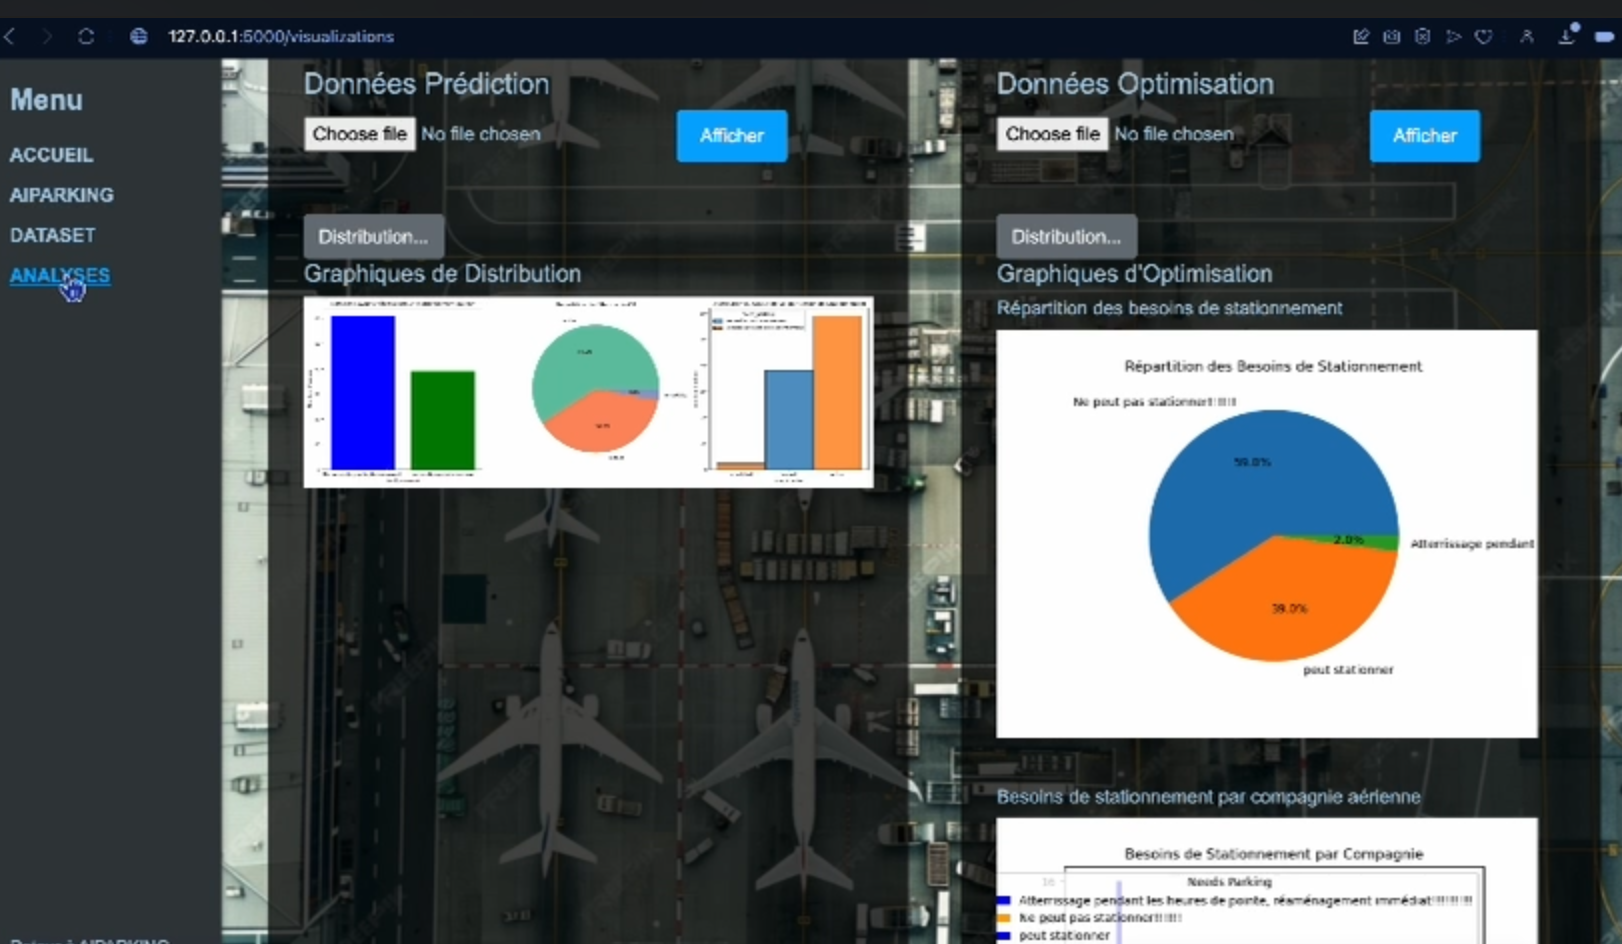 127.0.0.1:5000/visualizations
Menu
ACCUEIL
AIPARKING
DATASET
ANALYSES
Données Prédiction
Choose file No file chosen
Afficher
Distribution...
Graphiques de Distribution
Données Optimisation
Choose file No file chosen
Afficher
Distribution...
Graphiques d'Optimisation
Répartition des besoins de stationnement
Répartition des Besoins de Stationnement
Ne peut pas stationner!!!!!!
59.0%
2.0%
Atterrissage pendant
39.0%
peut stationner
Besoins de stationnement par compagnie aérienne
Besoins de Stationnement par Compagnie
16
Needs Parking
Atterrissage pendant les heures de pointe, réaménagement immédiat!!!!!!!!!!
Ne peut pas stationner!!!!!!
peut stationner